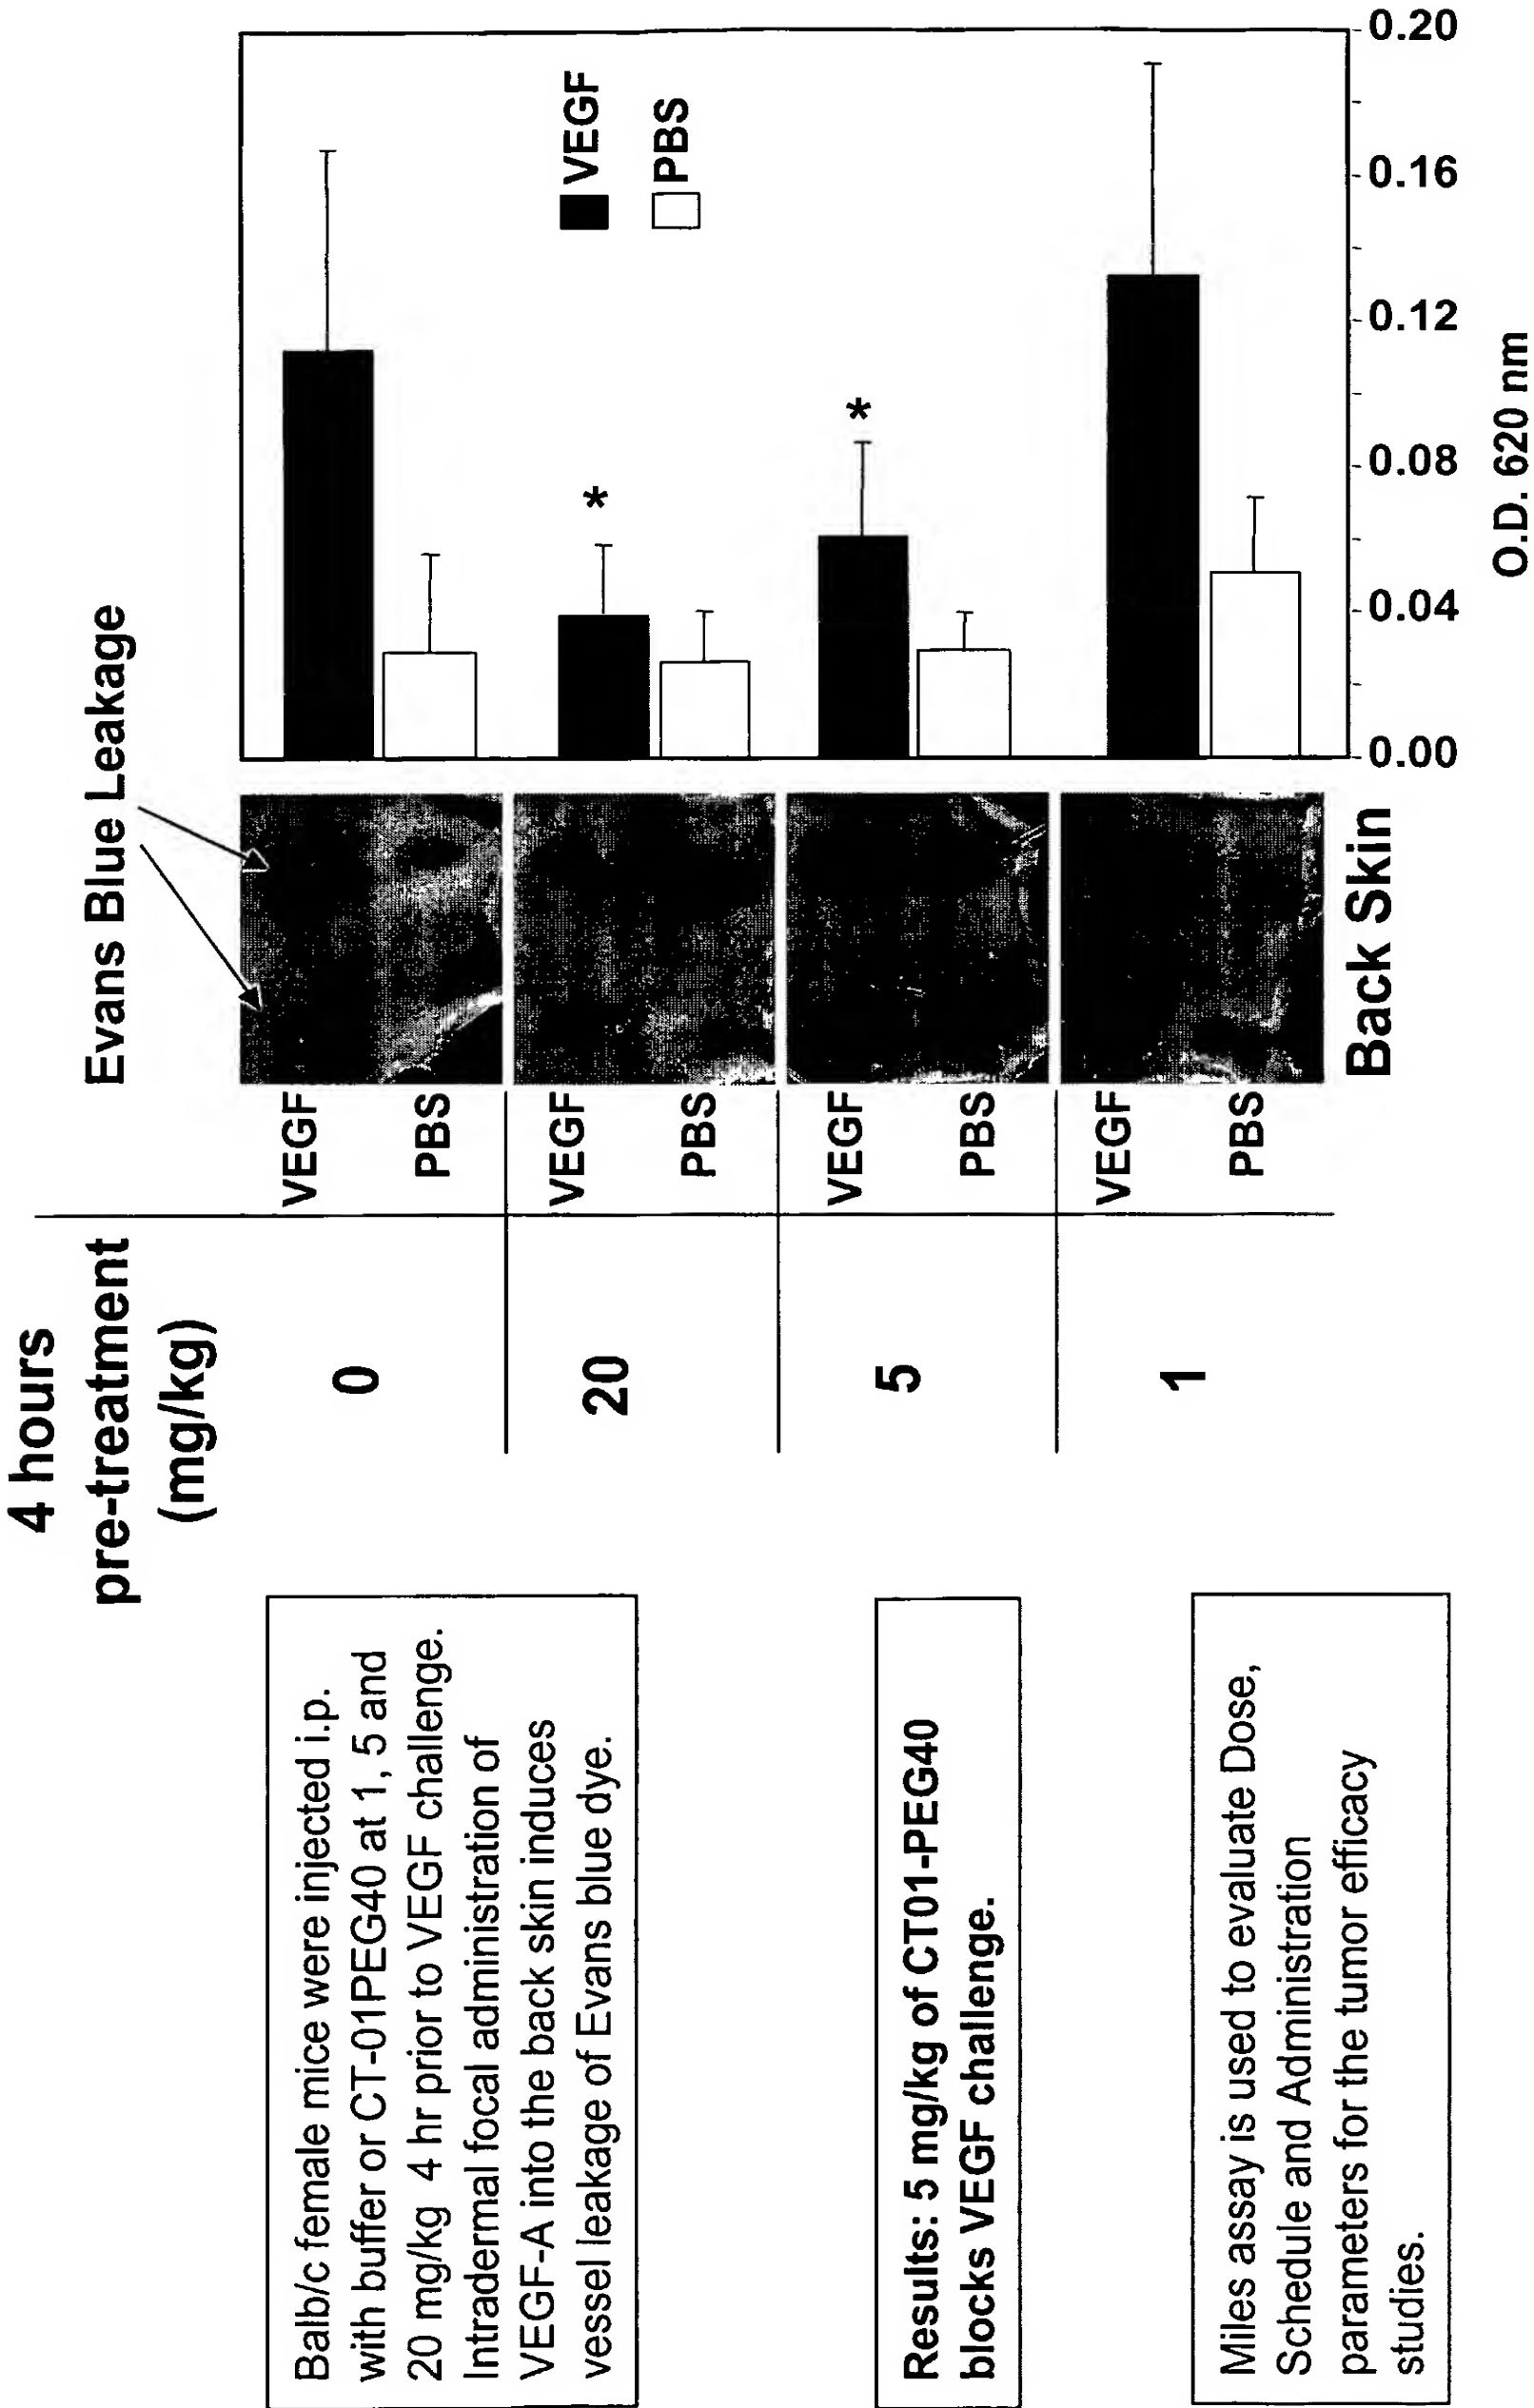 Balb/c female mice were injected i.p.
with buffer or CT-01PEG40 at 1, 5 and
20 mg/kg 4 hr prior to VEGF challenge.
Intradermal focal administration of
VEGF-A into the back skin induces
vessel leakage of Evans blue dye.
Results: 5 mg/kg of CT01-PEG40
blocks VEGF challenge.
Miles assay is used to evaluate Dose,
Schedule and Administration
parameters for the tumor efficacy
studies.
4 hours
pre-treatment
(mg/kg)
0
20
5
1
VEGF
PBS
VEGF
PBS
VEGF
PBS
VEGF
PBS
Evans Blue Leakage
Back Skin
VEGF
PBS
*
*
0.00
0.04
0.08
0.12
0.16
0.20
O.D. 620 nm